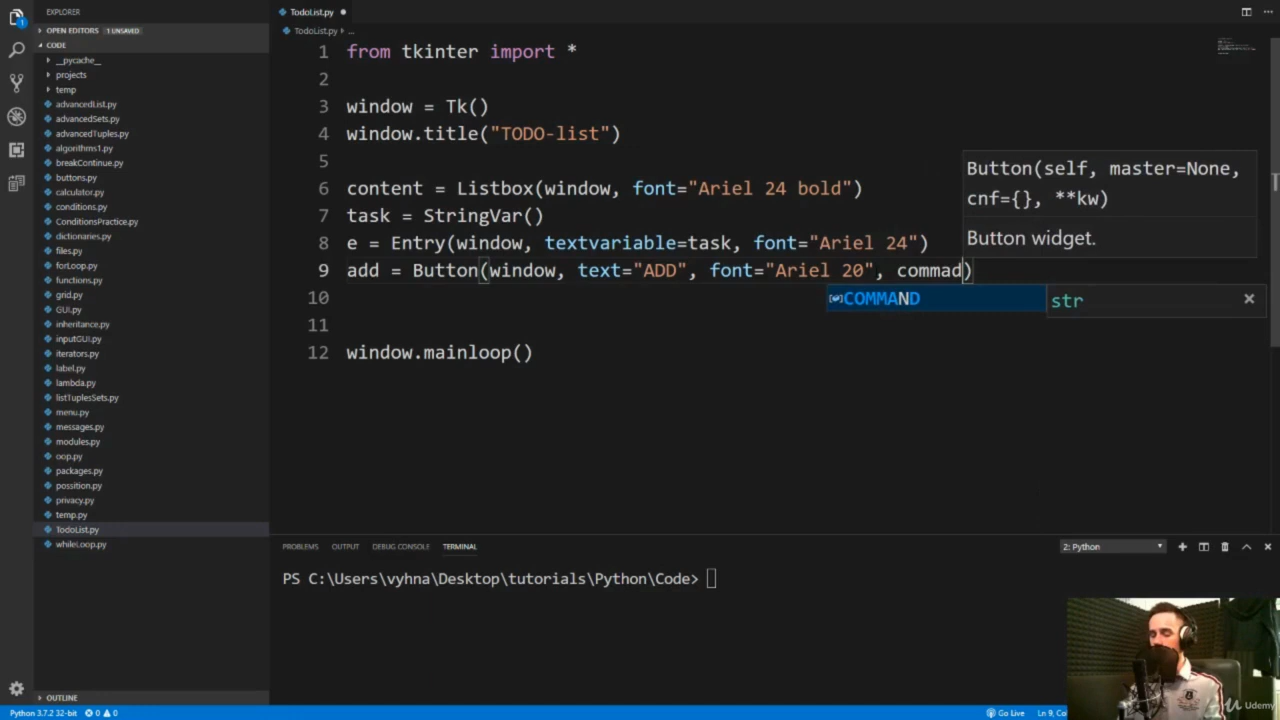 EXPLORER
OPEN EDITORS 1 UNSAVED
CODE
__pycache__
projects
temp
advancedList.py
advancedSets.py
advancedTuples.py
algorithms1.py
breakContinue.py
buttons.py
calculator.py
conditions.py
ConditionsPractice.py
dictionaries.py
files.py
forLoop.py
functions.py
grid.py
GUI.py
inheritance.py
inputGUI.py
iterators.py
label.py
lambda.py
listTuplesSets.py
menu.py
messages.py
modules.py
oop.py
packages.py
possition.py
privacy.py
temp.py
TodoList.py
whileLoop.py
OUTLINE
TodoList.py
TodoList.py ...
1 from tkinter import *
2
3 window = Tk()
4 window.title("TODO-list")
5
6 content = Listbox(window, font="Ariel 24 bold")
7 task = StringVar()
8 e = Entry(window, textvariable=task, font="Ariel 24")
9 add = Button(window, text="ADD", font="Ariel 20", commad)
10
11
12 window.mainloop()
Button(self, master=None,
cnf={}, **kw)
Button widget.
COMMAND
str
PROBLEMS OUTPUT DEBUG CONSOLE TERMINAL
2: Python
PS C:\Users\vyhna\Desktop\tutorials\Python\Code>
Python 3.7.2 32-bit 0 0
Go Live
Ln 9, Co
Udemy
1